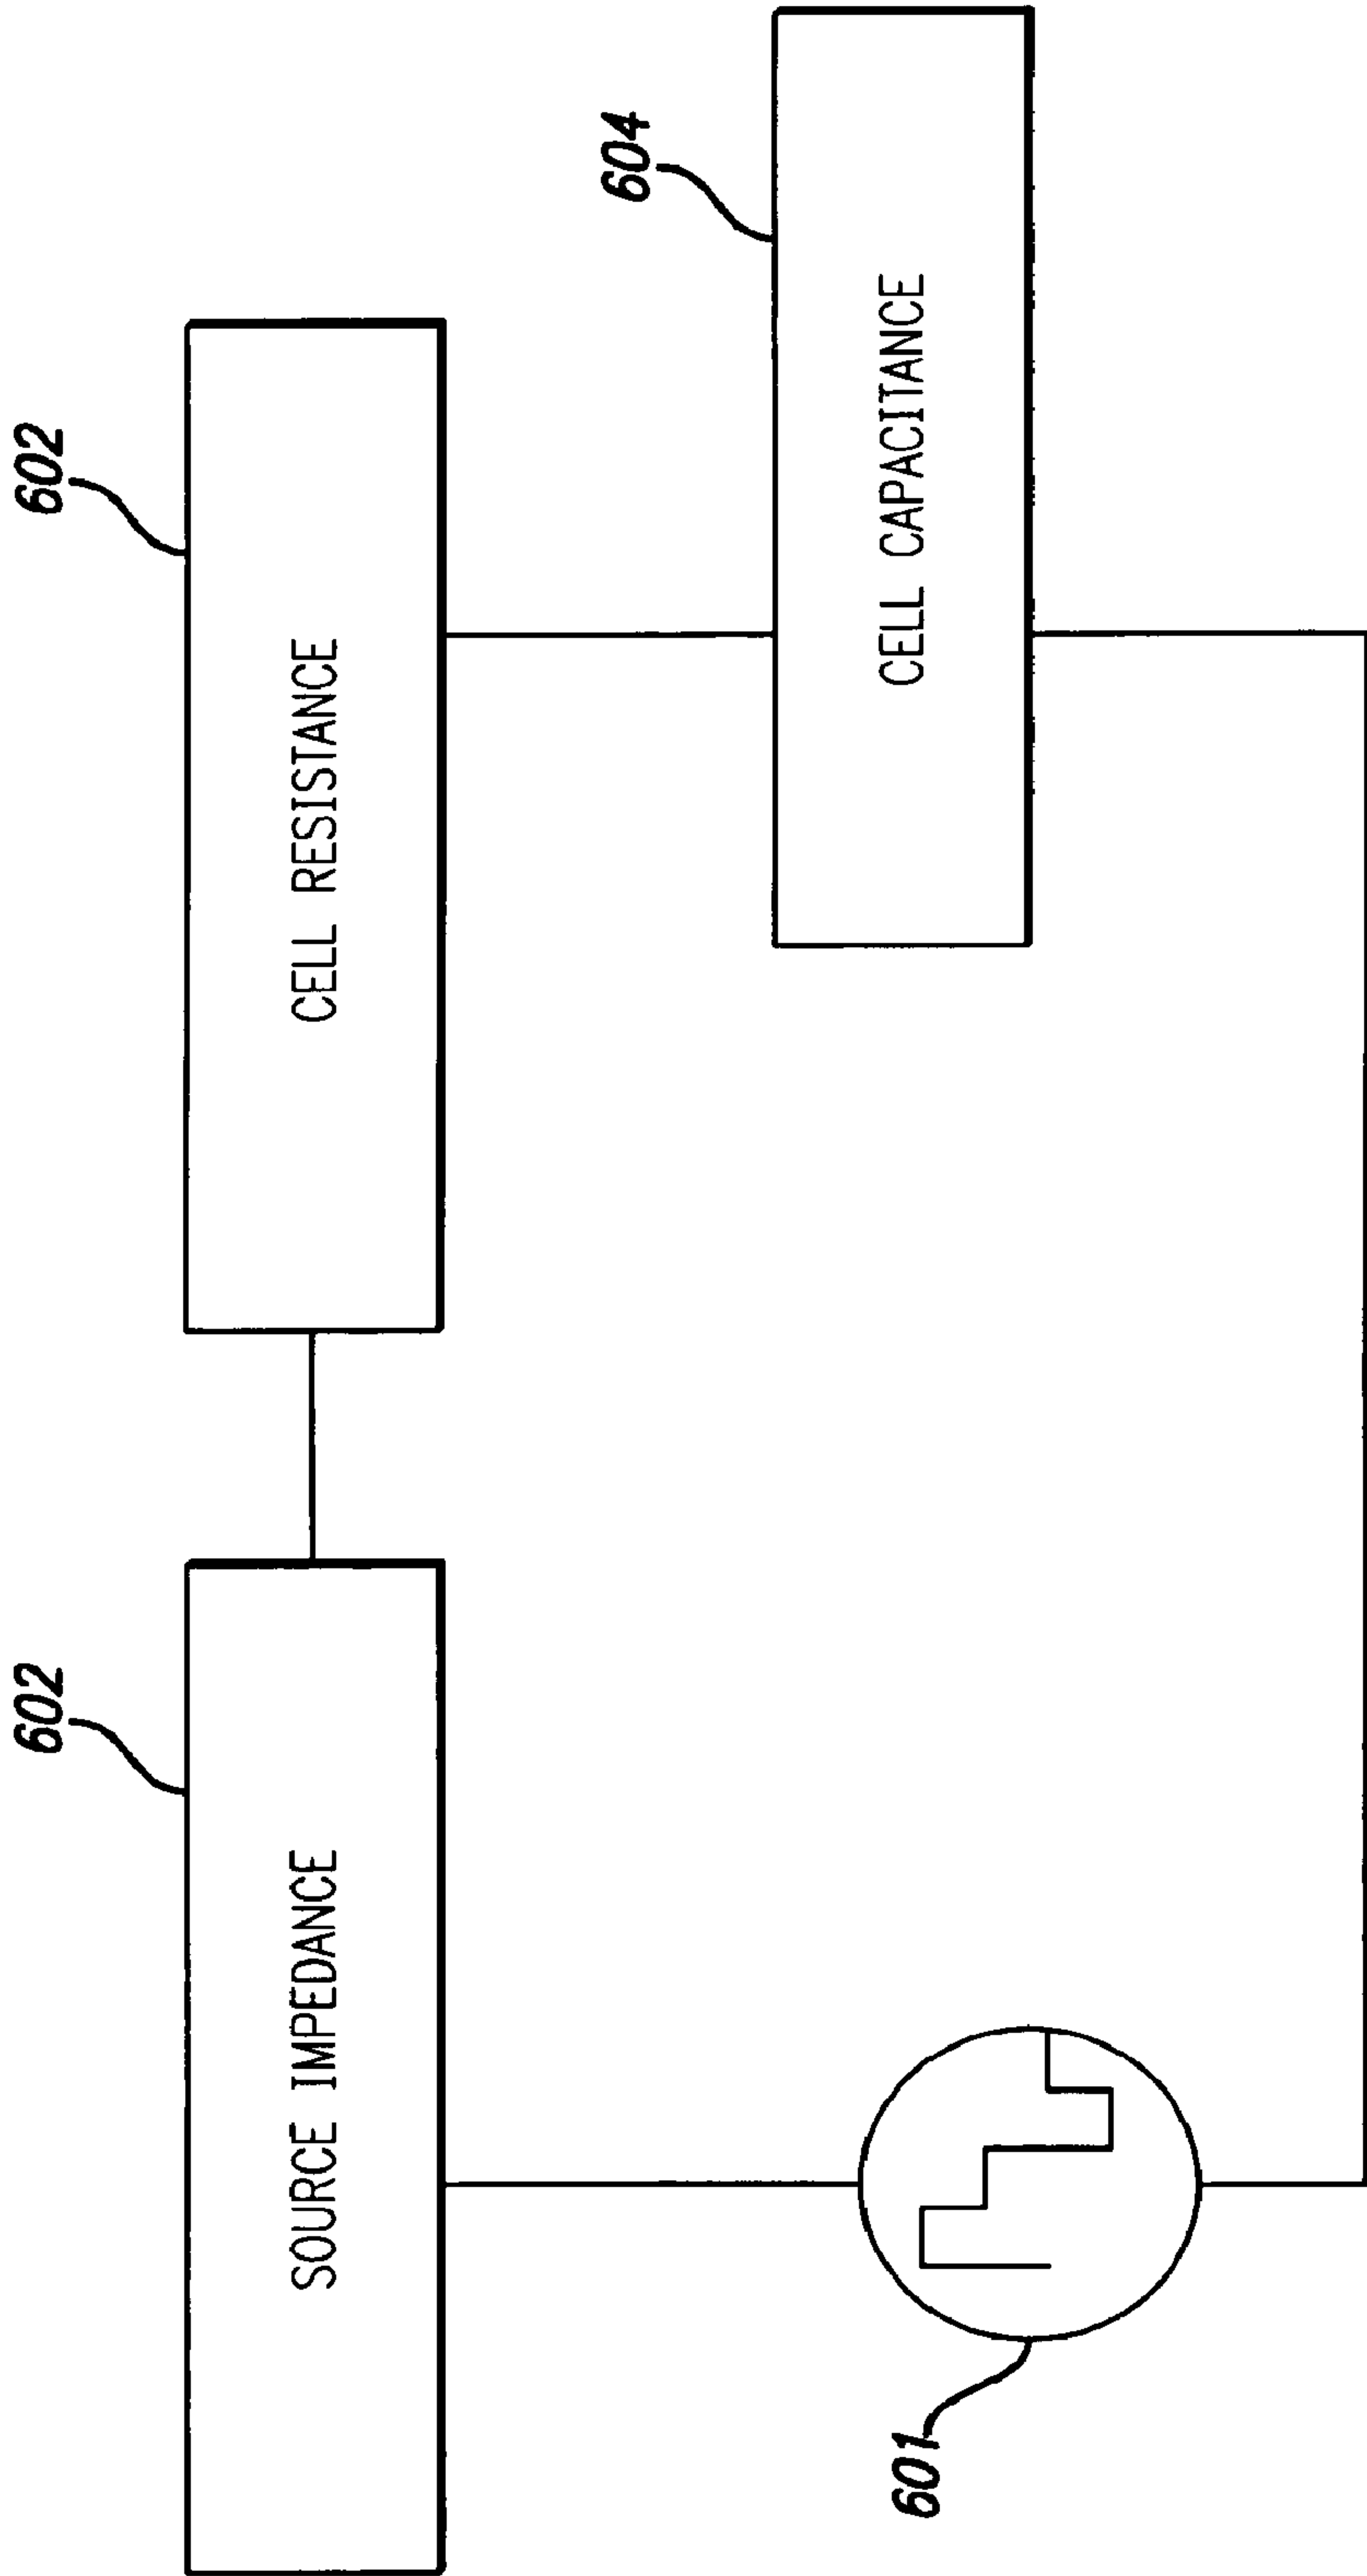 602
602
SOURCE IMPEDANCE
CELL RESISTANCE
604
CELL CAPACITANCE
601